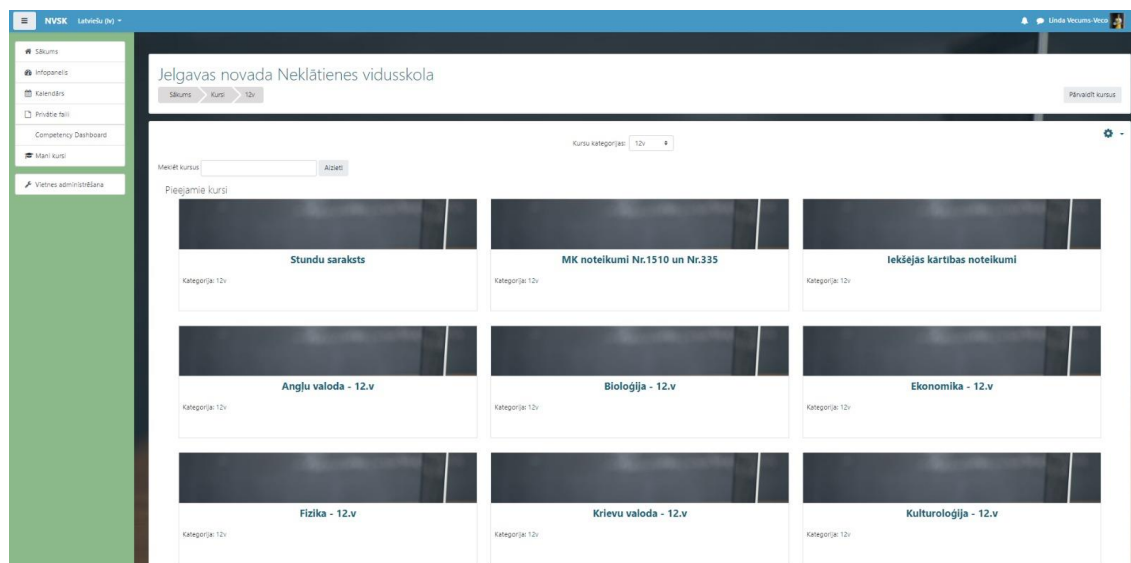 NVSK Latviešu (lv)
Linda Vecums-Veco
Sākums
Infopanelis
Kalendārs
Privātie faili
Competency Dashboard
Mani kursi
Vietnes administrēšana
Jelgavas novada Neklātienes vidusskola
Sākums Kursi 12v
Pārvaldīt kursus
Kursu kategorijas: 12v
Meklēt kursus Aiziet!
Pieejamie kursi
Stundu saraksts
Kategorija: 12v
MK noteikumi Nr.1510 un Nr.335
Kategorija: 12v
Iekšējās kārtības noteikumi
Kategorija: 12v
Angļu valoda - 12.v
Kategorija: 12v
Bioloģija - 12.v
Kategorija: 12v
Ekonomika - 12.v
Kategorija: 12v
Fizika - 12.v
Kategorija: 12v
Krievu valoda - 12.v
Kategorija: 12v
Kulturoloģija - 12.v
Kategorija: 12v